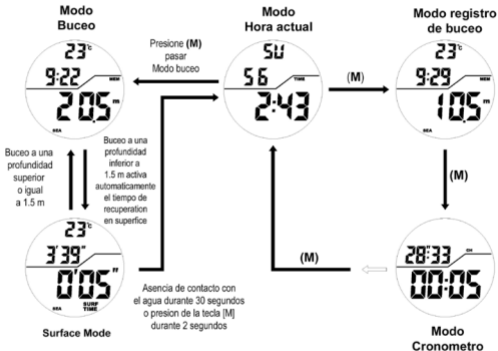 Modo
Buceo
Modo
Hora actual
Modo registro
de buceo
23°c
9:22
MEM
20.5 m
SEA
Presione (M)
pasar
Modo buceo
SU
56 TIME
2:43
(M)
23°c
9:29
MEM
10.5 m
SEA
Buceo a una
profundidad
superior
o igual
a 1.5 m
Buceo a una
profundidad
inferior a
1.5 m activa
automaticamente
el tiempo de
recuperation
en superfice
(M)
23°c
3'39"
0'05"
SEA
SURF
TIME
Surface Mode
Asencia de contacto con
el agua durante 30 segundos
o presion de la tecla [M]
durante 2 segundos
(M)
28"33 CH
00:05
Modo
Cronometro